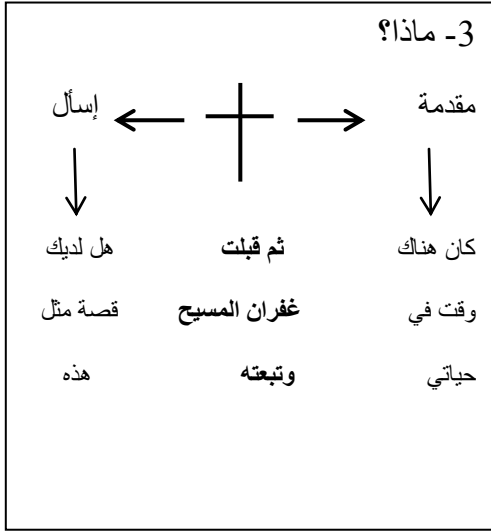 3- ماذا؟
مقدمة
إسأل
كان هناك
وقت في
حياتي
ثم قبلت
غفران المسيح
وتبعته
هل لديك
قصة مثل
هذه